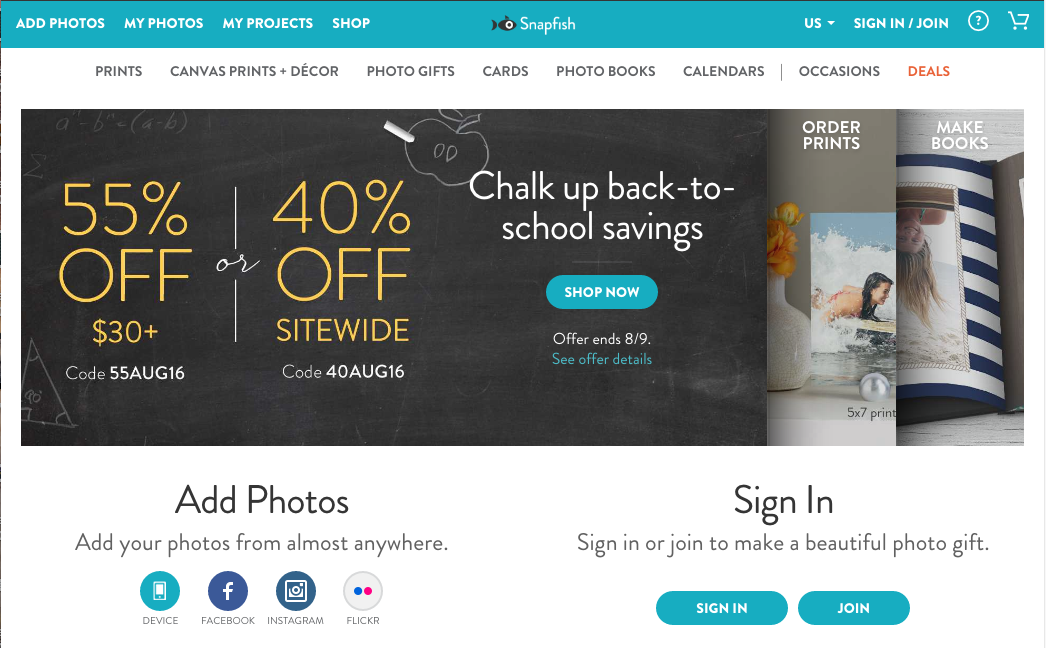 ADD PHOTOS MY PHOTOS MY PROJECTS SHOP Snapfish US SIGN IN / JOIN ?
PRINTS CANVAS PRINTS + DÉCOR PHOTO GIFTS CARDS PHOTO BOOKS CALENDARS OCCASIONS DEALS
55%
OFF
$30+
Code 55AUG16
or
40%
OFF
SITEWIDE
Code 40AUG16
Chalk up back-to-
school savings
SHOP NOW
Offer ends 8/9.
See offer details
ORDER
PRINTS
5x7 print
MAKE
BOOKS
Add Photos
Add your photos from almost anywhere.
DEVICE FACEBOOK INSTAGRAM FLICKR
Sign In
Sign in or join to make a beautiful photo gift.
SIGN IN JOIN